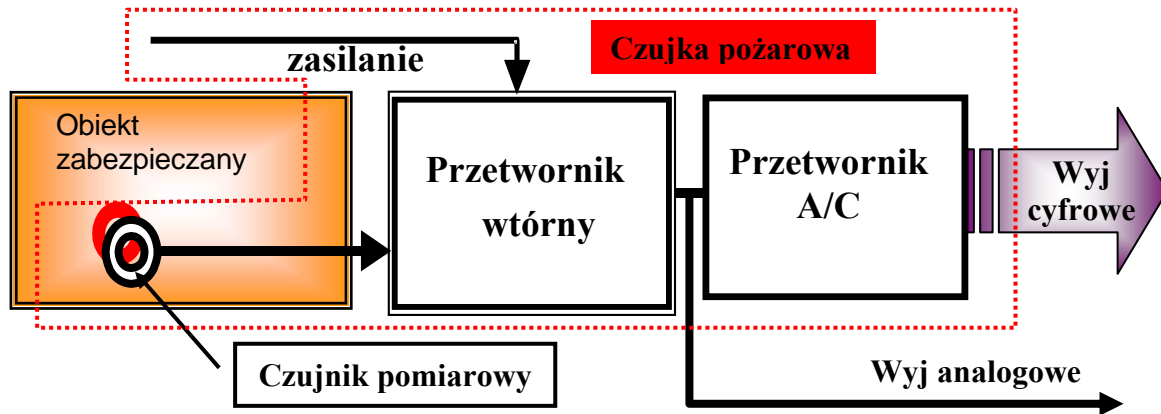 zasilanie
Czujka pożarowa
Obiekt
zabezpieczany
Przetwornik
wtórny
Przetwornik
A/C
Wyj
cyfrowe
Czujnik pomiarowy
Wyj analogowe